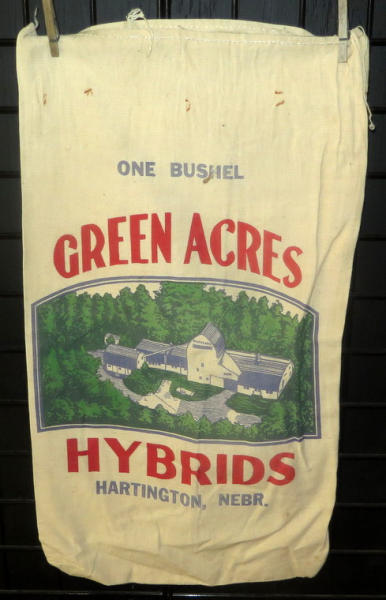 ONE BUSHEL
GREEN ACRES
HYBRIDS
HARTINGTON, NEBR.